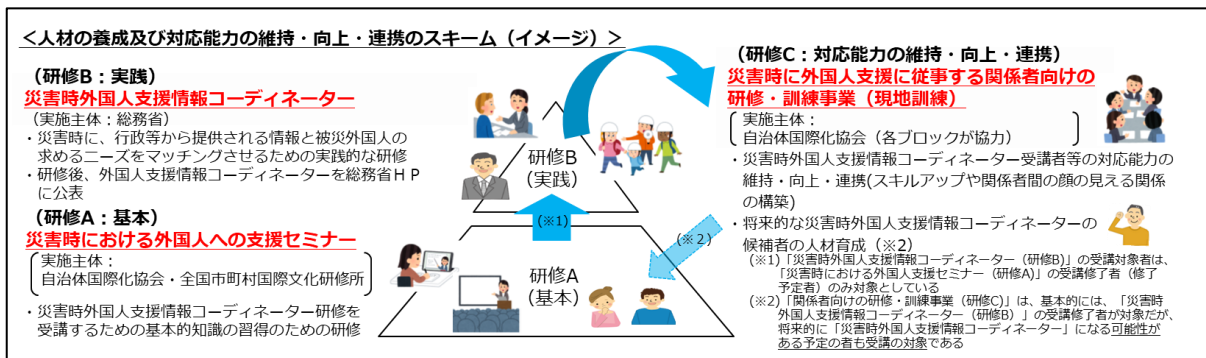 ＜人材の養成及び対応能力の維持・向上・連携のスキーム（イメージ）＞
（研修B：実践）
災害時外国人支援情報コーディネーター
（実施主体：総務省）
・災害時に、行政等から提供される情報と被災外国人の
求めるニーズをマッチングさせるための実践的な研修
・研修後、外国人支援情報コーディネーターを総務省HP
に公表
（研修A：基本）
災害時における外国人への支援セミナー
実施主体：
自治体国際化協会・全国市町村国際文化研修所
・災害時外国人支援情報コーディネーター研修を
受講するための基本的知識の習得のための研修
研修B
（実践）
(※1)
研修A
（基本）
(※2)
（研修C：対応能力の維持・向上・連携）
災害時に外国人支援に従事する関係者向けの
研修・訓練事業（現地訓練）
実施主体：
自治体国際化協会（各ブロックが協力）
・災害時外国人支援情報コーディネーター受講者等の対応能力の
維持・向上・連携(スキルアップや関係者間の顔の見える関係
の構築)
・将来的な災害時外国人支援情報コーディネーターの
候補者の人材育成（※2）
(※1)「災害時外国人支援情報コーディネーター（研修B）」の受講対象者は、
「災害時における外国人支援セミナー（研修A）」の受講修了者（修了
予定者）のみ対象としている
(※2)「関係者向けの研修・訓練事業（研修C)」は、基本的には、「災害時
外国人支援情報コーディネーター（研修B）」の受講修了者が対象だが、
将来的に「災害時外国人支援情報コーディネーター」になる可能性が
ある予定の者も受講の対象である